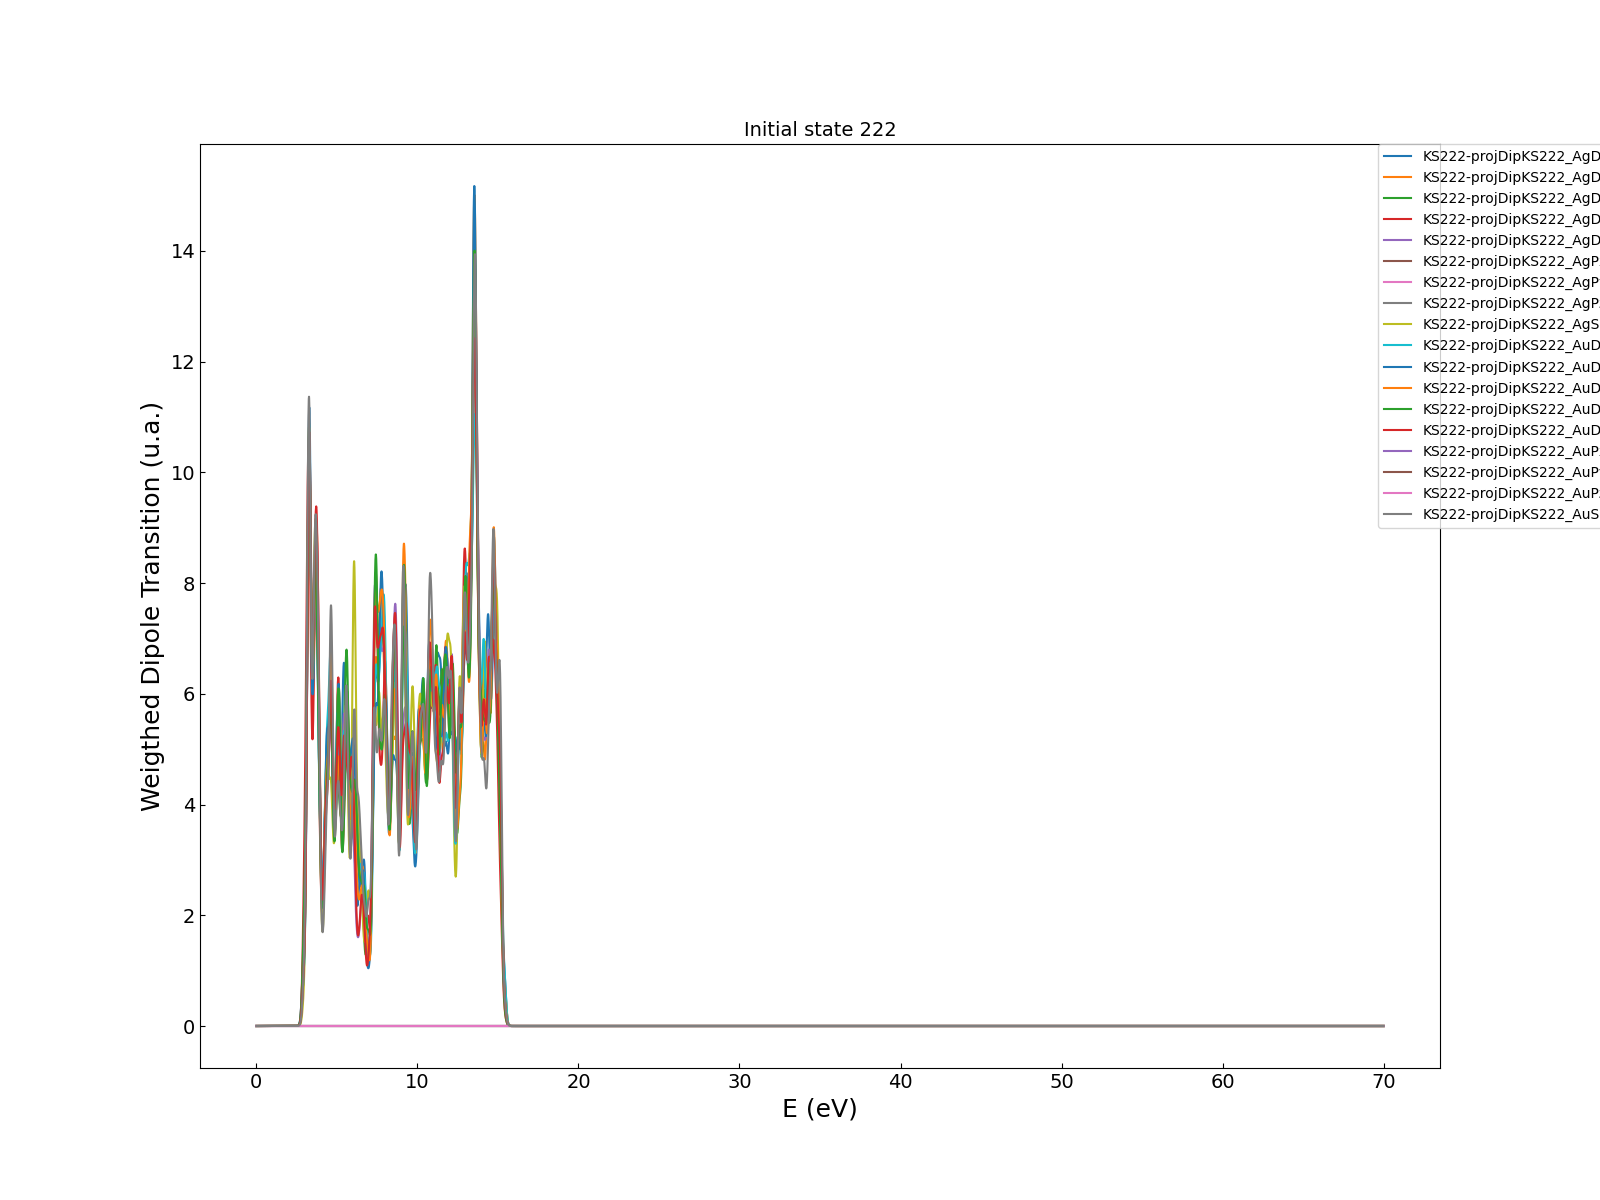 Initial state 222
Weigthed Dipole Transition (u.a.)
14
12
10
8
6
4
2
0
0 10 20 30 40 50 60 70
E (eV)
KS222-projDipKS222_AgD
KS222-projDipKS222_AgD
KS222-projDipKS222_AgD
KS222-projDipKS222_AgD
KS222-projDipKS222_AgD
KS222-projDipKS222_AgP
KS222-projDipKS222_AgP
KS222-projDipKS222_AgP
KS222-projDipKS222_AgS
KS222-projDipKS222_AuD
KS222-projDipKS222_AuD
KS222-projDipKS222_AuD
KS222-projDipKS222_AuD
KS222-projDipKS222_AuD
KS222-projDipKS222_AuP
KS222-projDipKS222_AuP
KS222-projDipKS222_AuP
KS222-projDipKS222_AuS